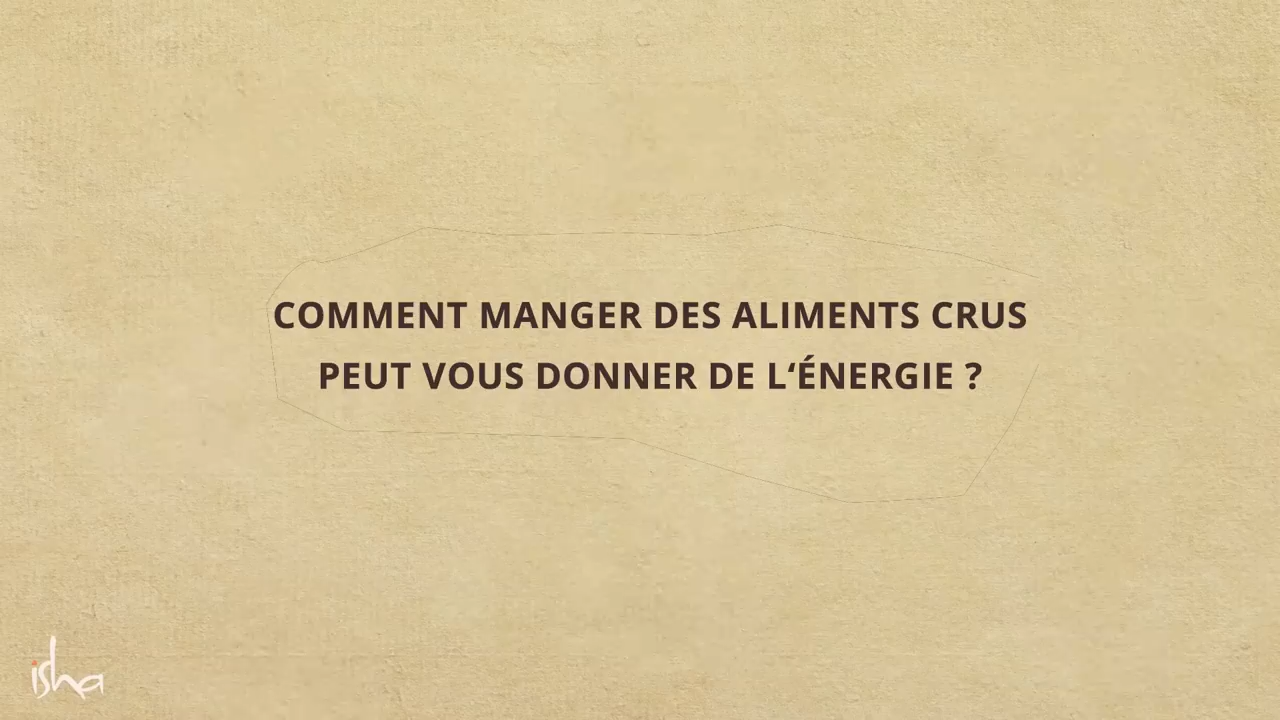 COMMENT MANGER DES ALIMENTS CRUS
PEUT VOUS DONNER DE L‘ÉNERGIE ?
isha